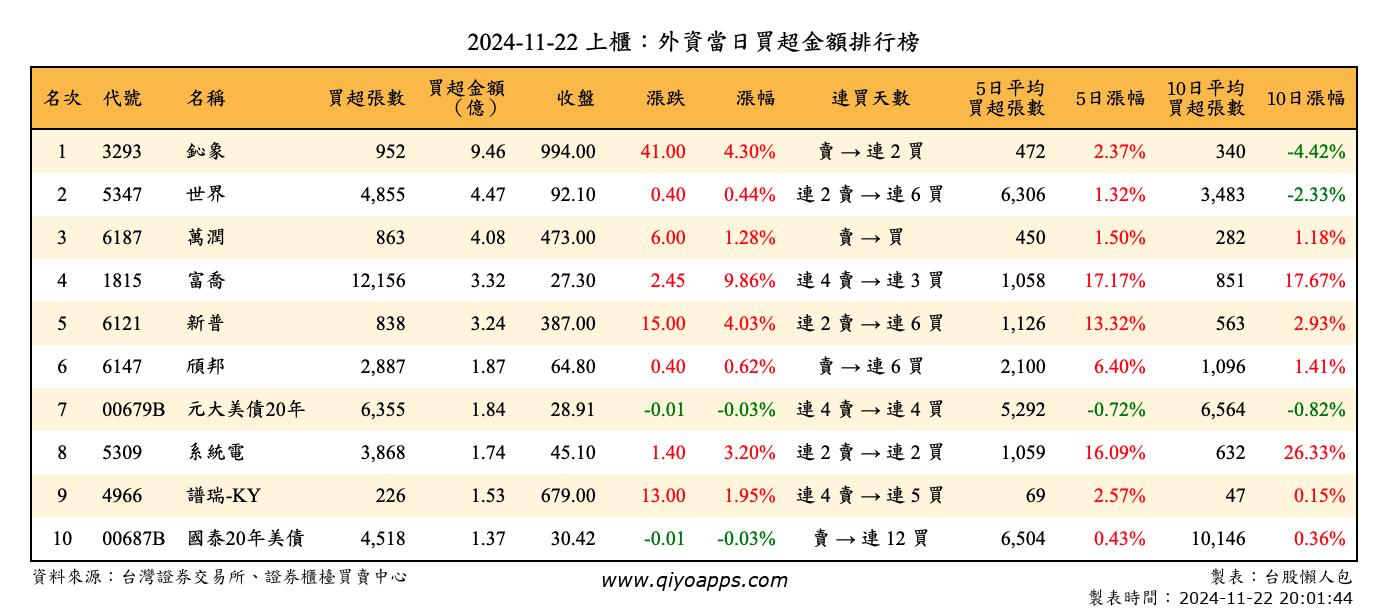 2024-11-22 上櫃：外資當日買超金額排行榜
名次 代號 名稱 買超張數 買超金額（億） 收盤 漲跌 漲幅 連買天數 5日平均買超張數 5日漲幅 10日平均買超張數 10日漲幅
1 3293 鈊象 952 9.46 994.00 41.00 4.30% 賣 → 連 2 買 472 2.37% 340 -4.42%
2 5347 世界 4,855 4.47 92.10 0.40 0.44% 連 2 賣 → 連 6 買 6,306 1.32% 3,483 -2.33%
3 6187 萬潤 863 4.08 473.00 6.00 1.28% 賣 → 買 450 1.50% 282 1.18%
4 1815 富喬 12,156 3.32 27.30 2.45 9.86% 連 4 賣 → 連 3 買 1,058 17.17% 851 17.67%
5 6121 新普 838 3.24 387.00 15.00 4.03% 連 2 賣 → 連 6 買 1,126 13.32% 563 2.93%
6 6147 頎邦 2,887 1.87 64.80 0.40 0.62% 賣 → 連 6 買 2,100 6.40% 1,096 1.41%
7 00679B 元大美債20年 6,355 1.84 28.91 -0.01 -0.03% 連 4 賣 → 連 4 買 5,292 -0.72% 6,564 -0.82%
8 5309 系統電 3,868 1.74 45.10 1.40 3.20% 連 2 賣 → 連 2 買 1,059 16.09% 632 26.33%
9 4966 譜瑞-KY 226 1.53 679.00 13.00 1.95% 連 4 賣 → 連 5 買 69 2.57% 47 0.15%
10 00687B 國泰20年美債 4,518 1.37 30.42 -0.01 -0.03% 賣 → 連 12 買 6,504 0.43% 10,146 0.36%
資料來源：台灣證券交易所、證券櫃檯買賣中心 www.qiyoapps.com 製表：台股懶人包
製表時間：2024-11-22 20:01:44